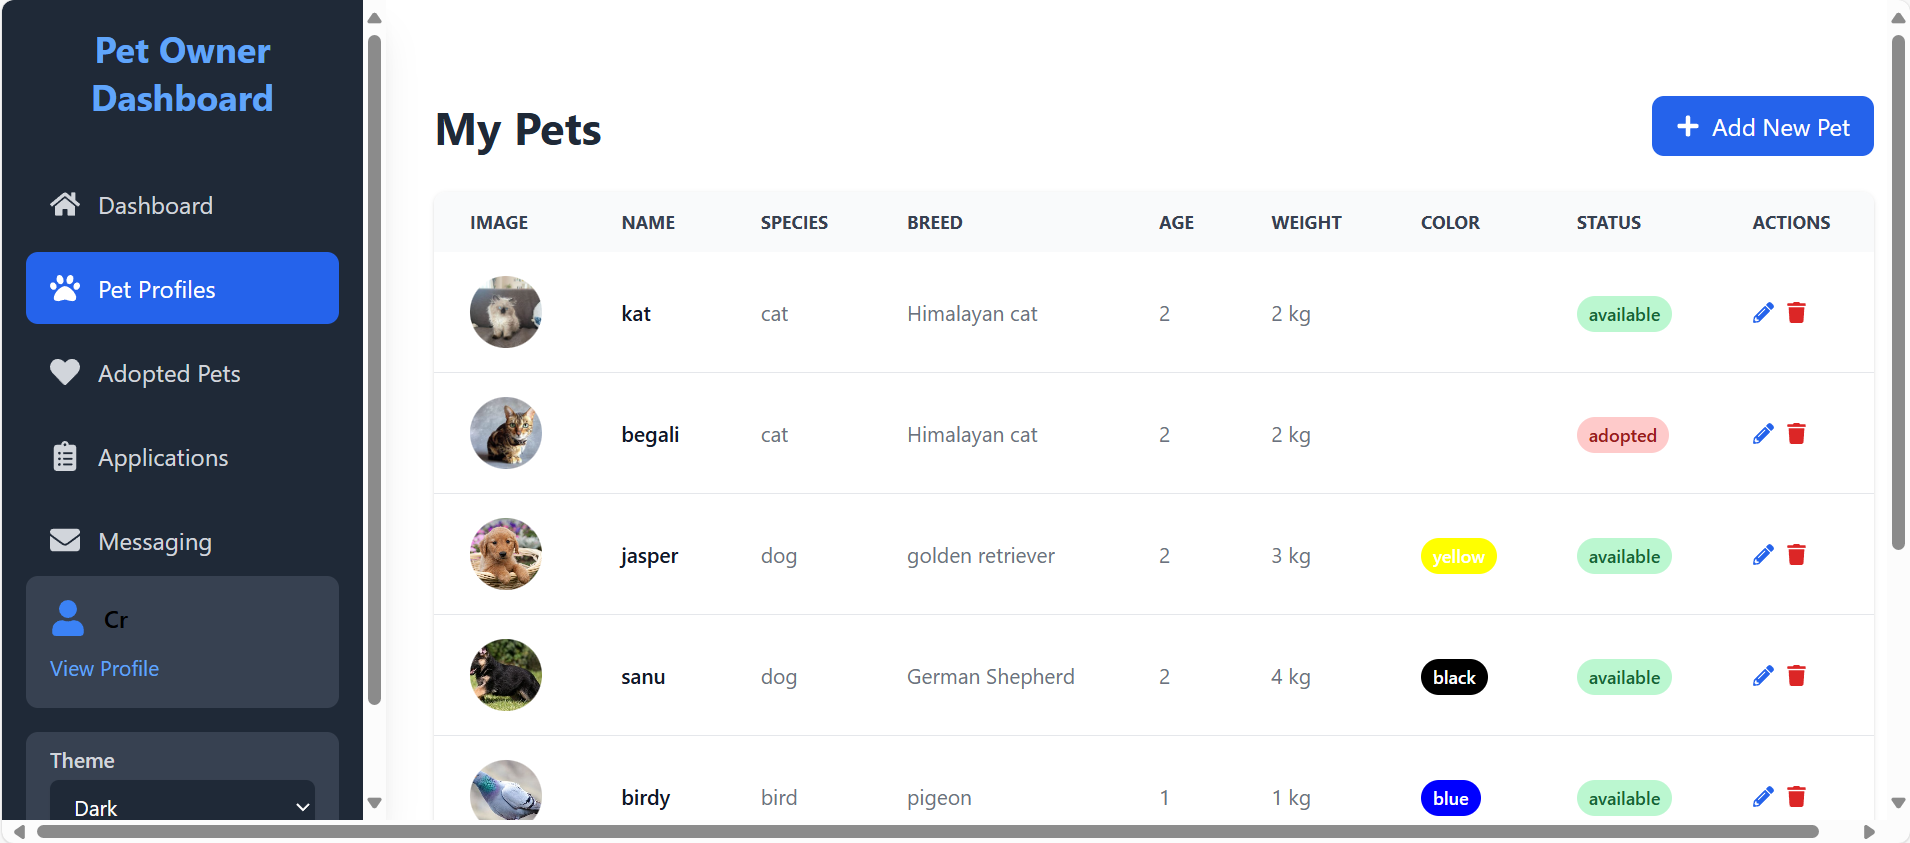 Pet Owner
Dashboard
Dashboard
Pet Profiles
Adopted Pets
Applications
Messaging
Cr
View Profile
Theme
Dark
My Pets
Add New Pet
IMAGE NAME SPECIES BREED AGE WEIGHT COLOR STATUS ACTIONS
kat cat Himalayan cat 2 2 kg available
begali cat Himalayan cat 2 2 kg adopted
jasper dog golden retriever 2 3 kg yellow available
sanu dog German Shepherd 2 4 kg black available
birdy bird pigeon 1 1 kg blue available